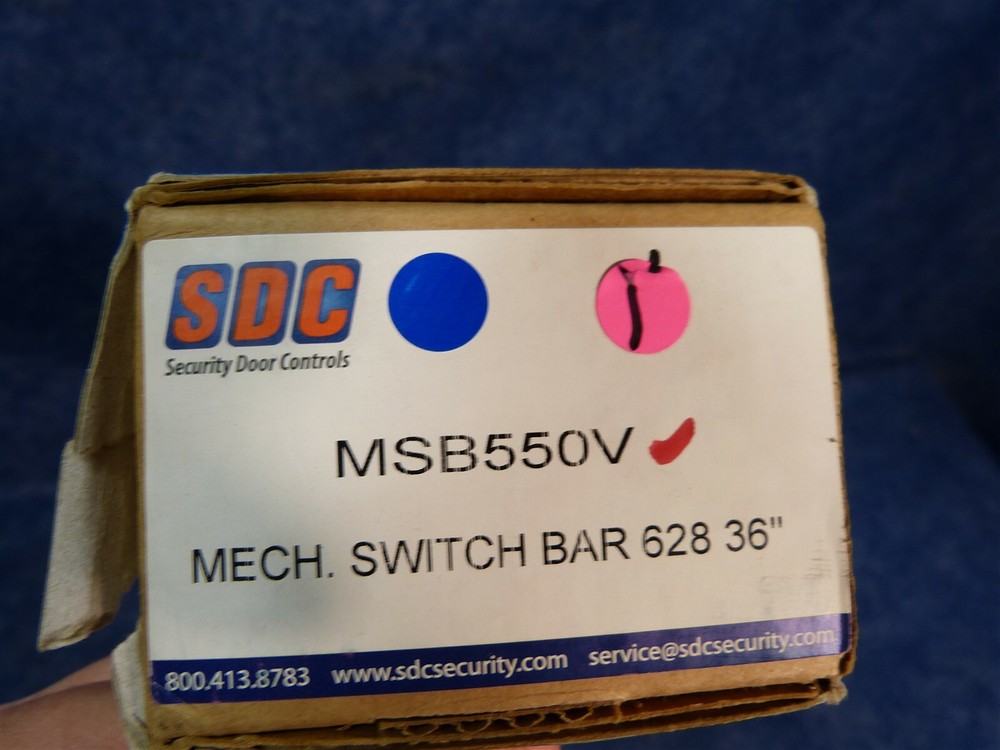 SDC
Security Door Controls
MSB550V
MECH. SWITCH BAR 628 36"
800.413.8783 www.sdcsecurity.com service@sdcsecurity.com